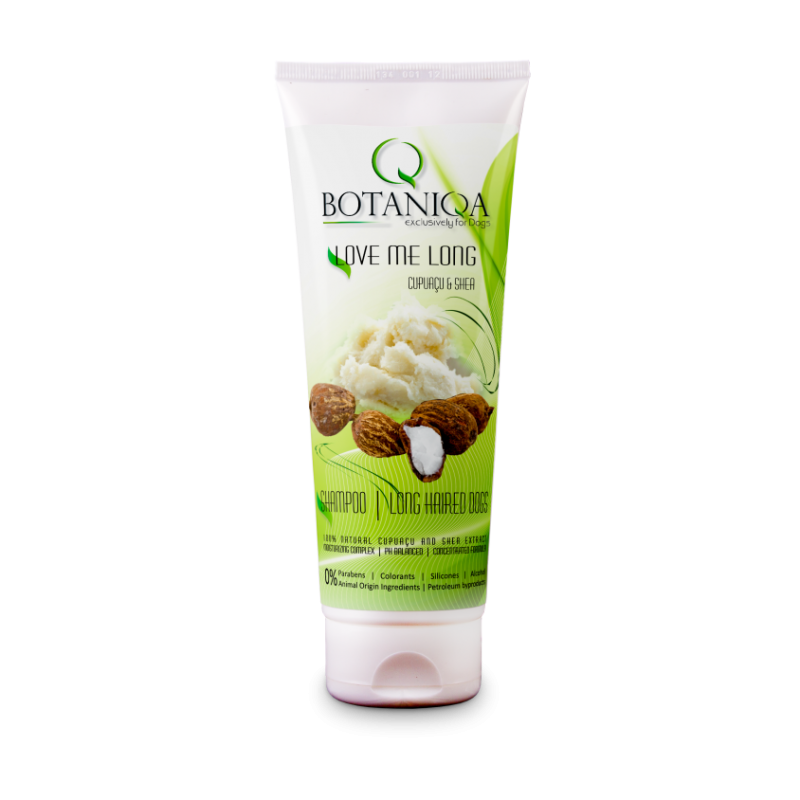 BOTANIQA
exclusively for Dogs
LOVE ME LONG
CUPUAÇU & SHEA
SHAMPOO | LONG HAIRED DOGS
100% NATURAL CUPUAÇU AND SHEA EXTRACT
MOISTURIZING COMPLEX | PH BALANCED | CONCENTRATED
0% Parabens | Colorants | Silicones | Alcohol
Animal Origin Ingredients | Petroleum byproducts